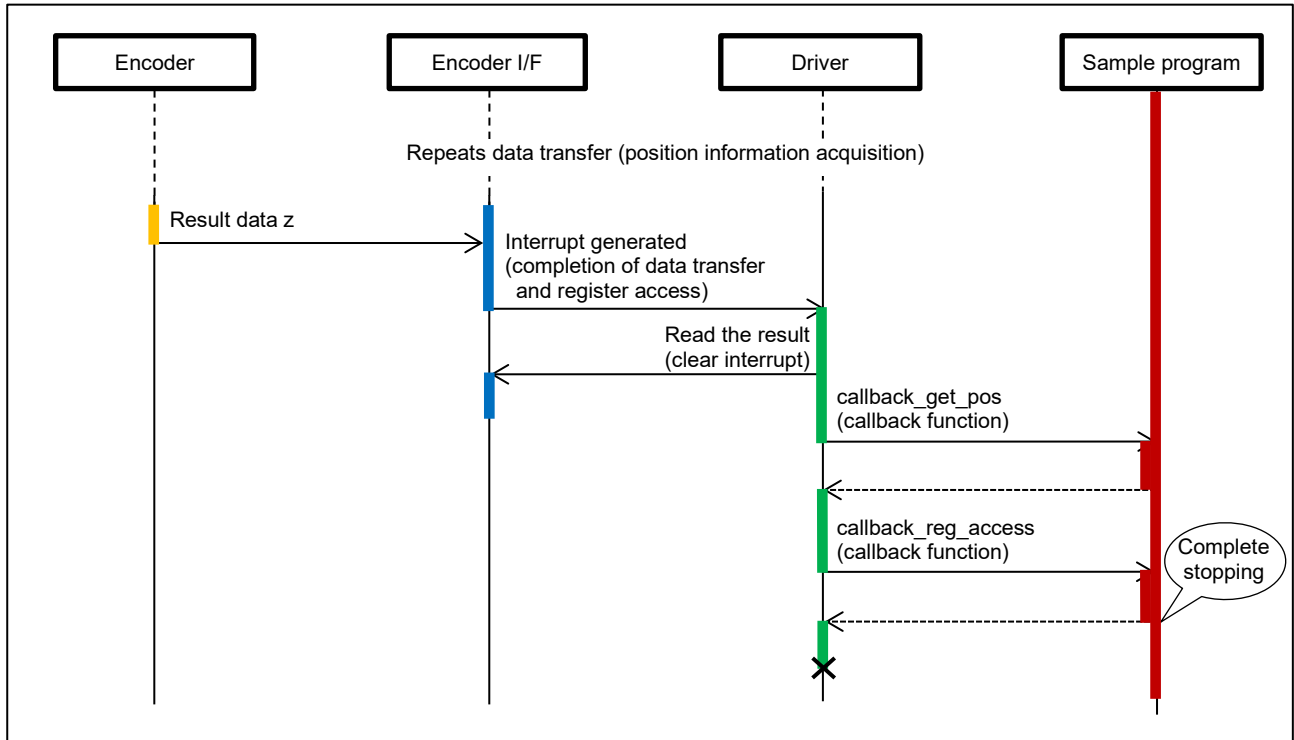 Encoder
Encoder I/F
Driver
Sample program
Repeats data transfer (position information acquisition)
Result data z
Interrupt generated
(completion of data transfer
and register access)
Read the result
(clear interrupt)
callback_get_pos
(callback function)
callback_reg_access
(callback function)
Complete
stopping